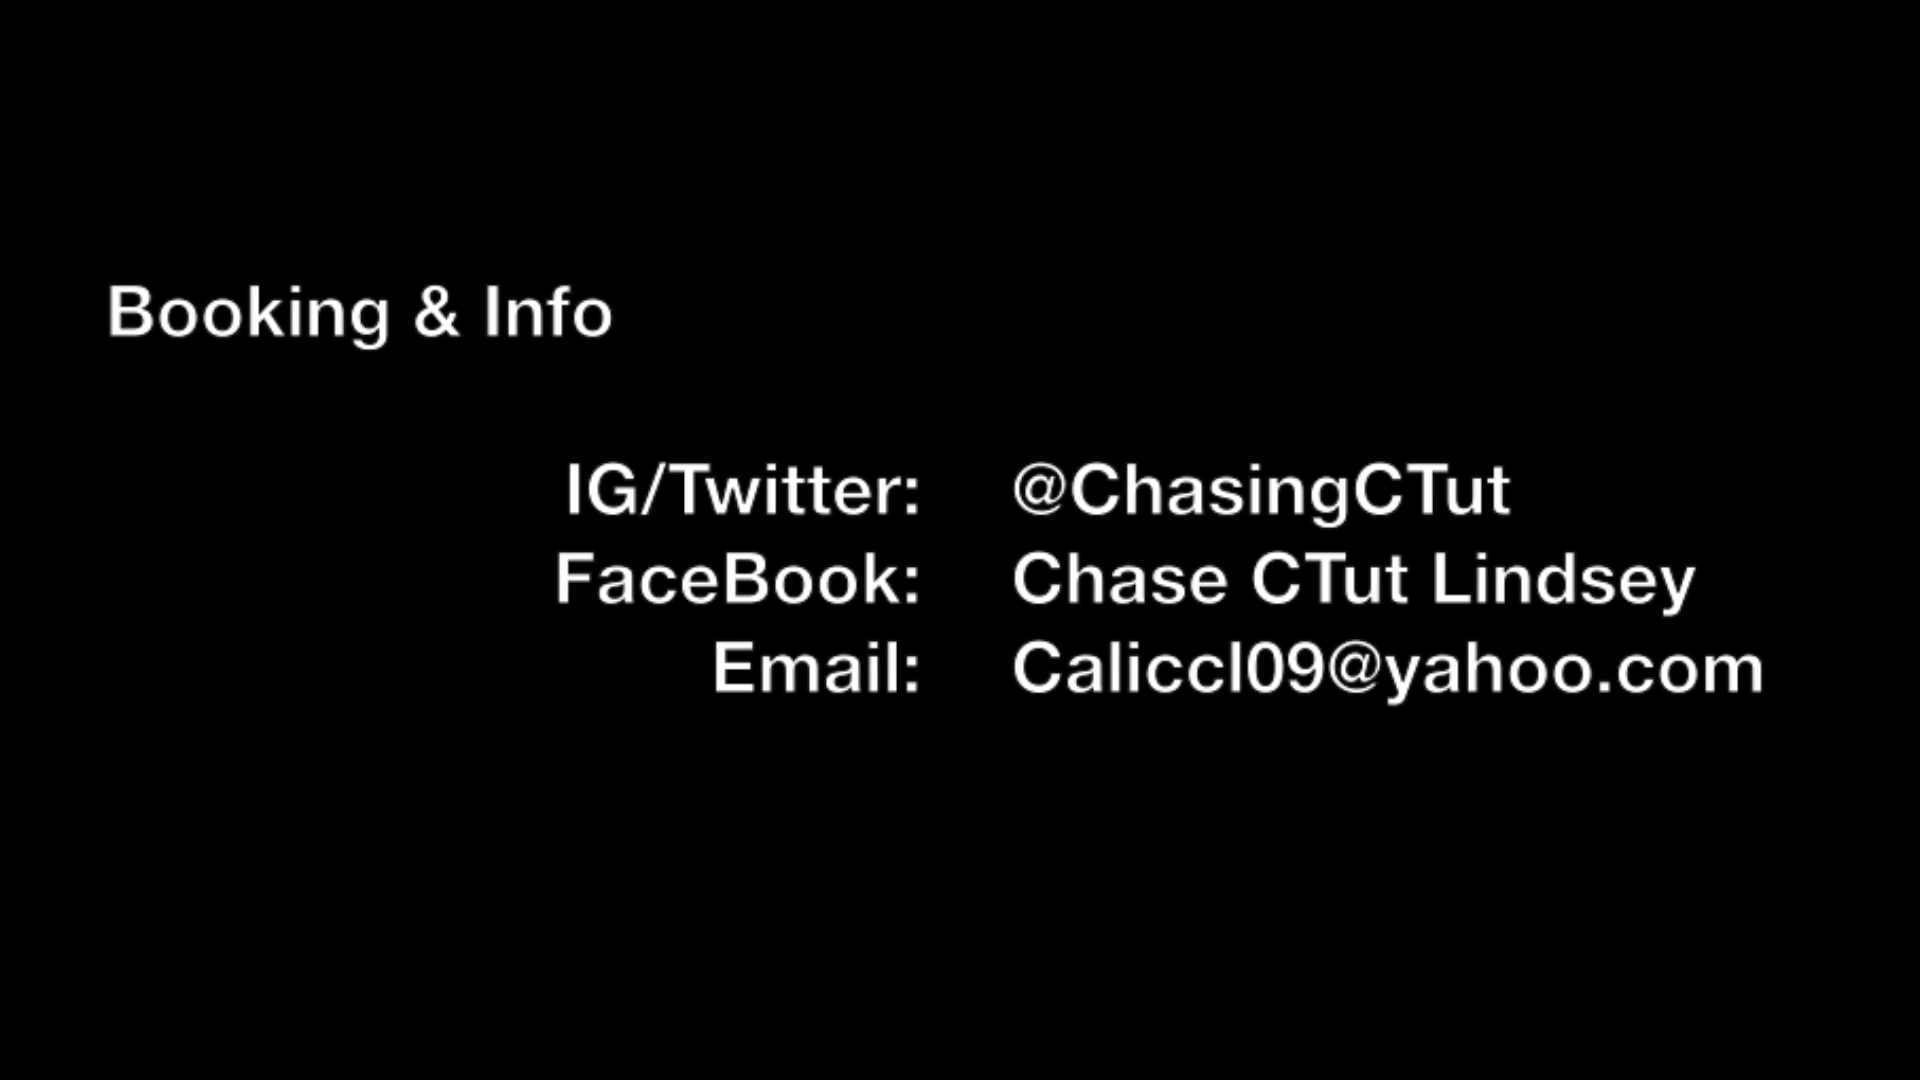 Booking & Info
IG/Twitter: @ChasingCTut
FaceBook: Chase CTut Lindsey
Email: Caliccl09@yahoo.com